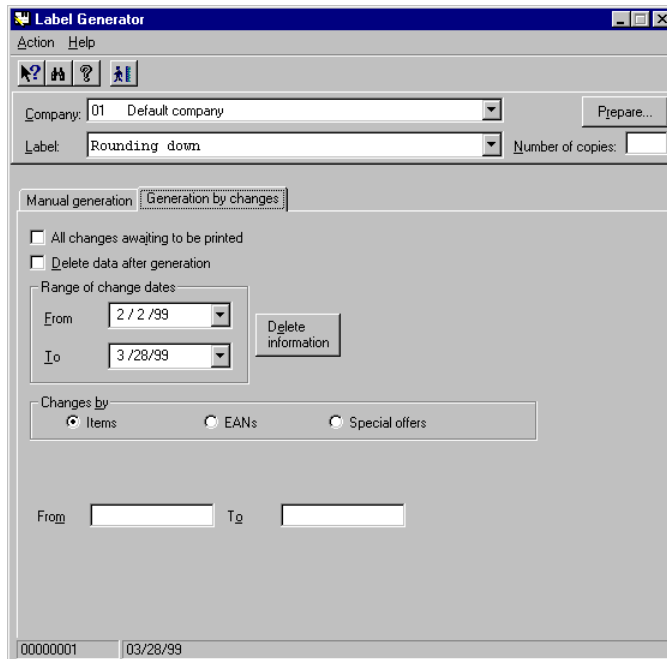 Label Generator
Action Help
Company: 01 Default company Prepare...
Label: Rounding down Number of copies:
Manual generation Generation by changes
All changes awaiting to be printed
Delete data after generation
Range of change dates
From 2 / 2 /99
Delete
information
To 3 /28/99
Changes by
Items EANs Special offers
From To
00000001 03/28/99